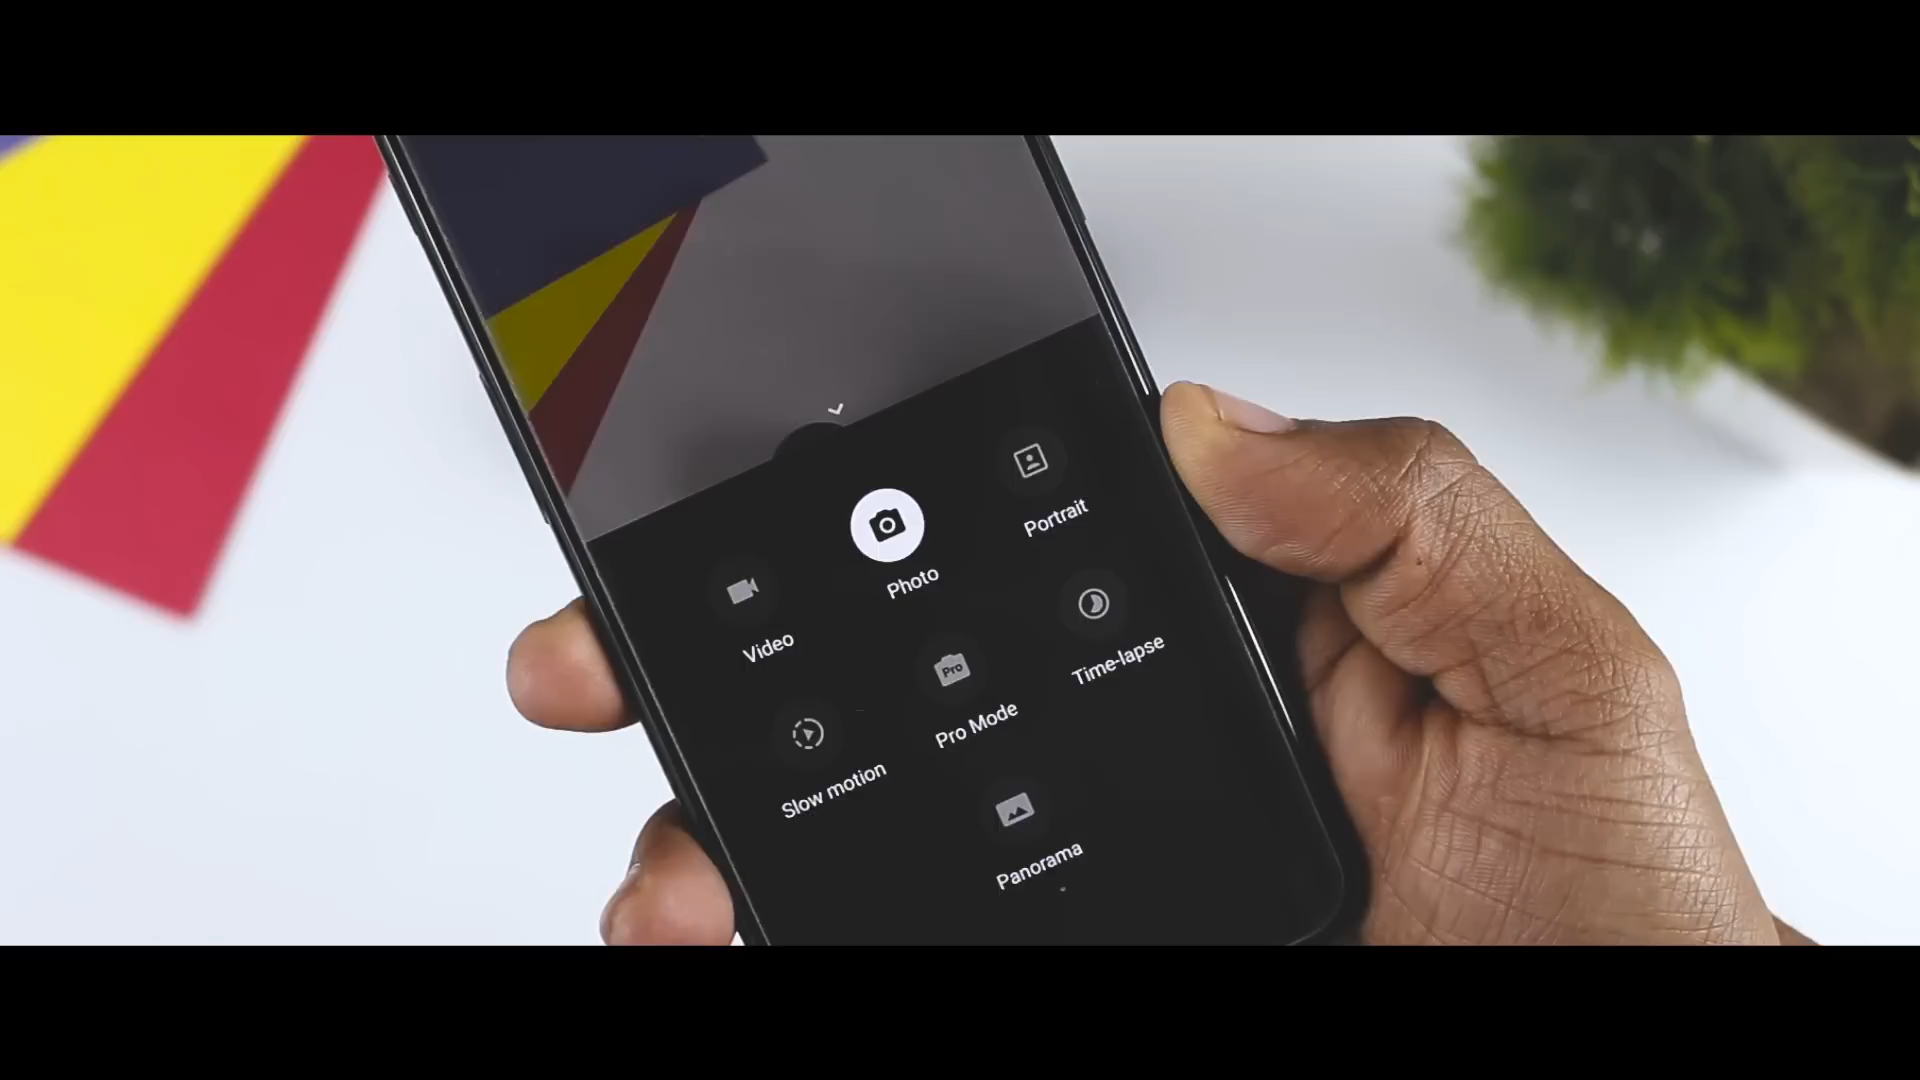 Video
Photo
Portrait
Slow motion
Pro
Pro Mode
Time-lapse
Panorama